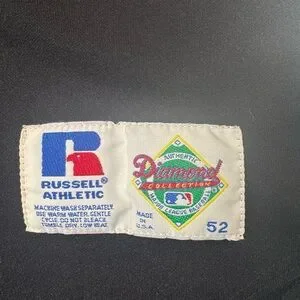 RUSSELL®
ATHLETIC
MACHINE WASH SEPARATELY.
USE WARM WATER, GENTLE
CYCLE. DO NOT BLEACH.
TUMBLE DRY. LOW HEAT
AUTHENTIC
Diamond
COLLECTION
MAJOR LEAGUE BASEBALL
MADE
IN
U.S.A.
52